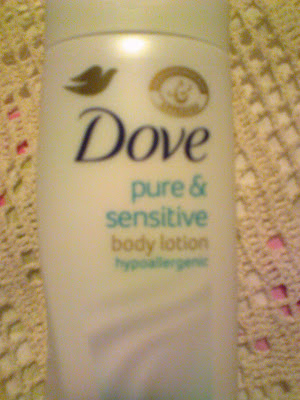 &
Dove
pure &
sensitive
body lotion
hypoallergenic